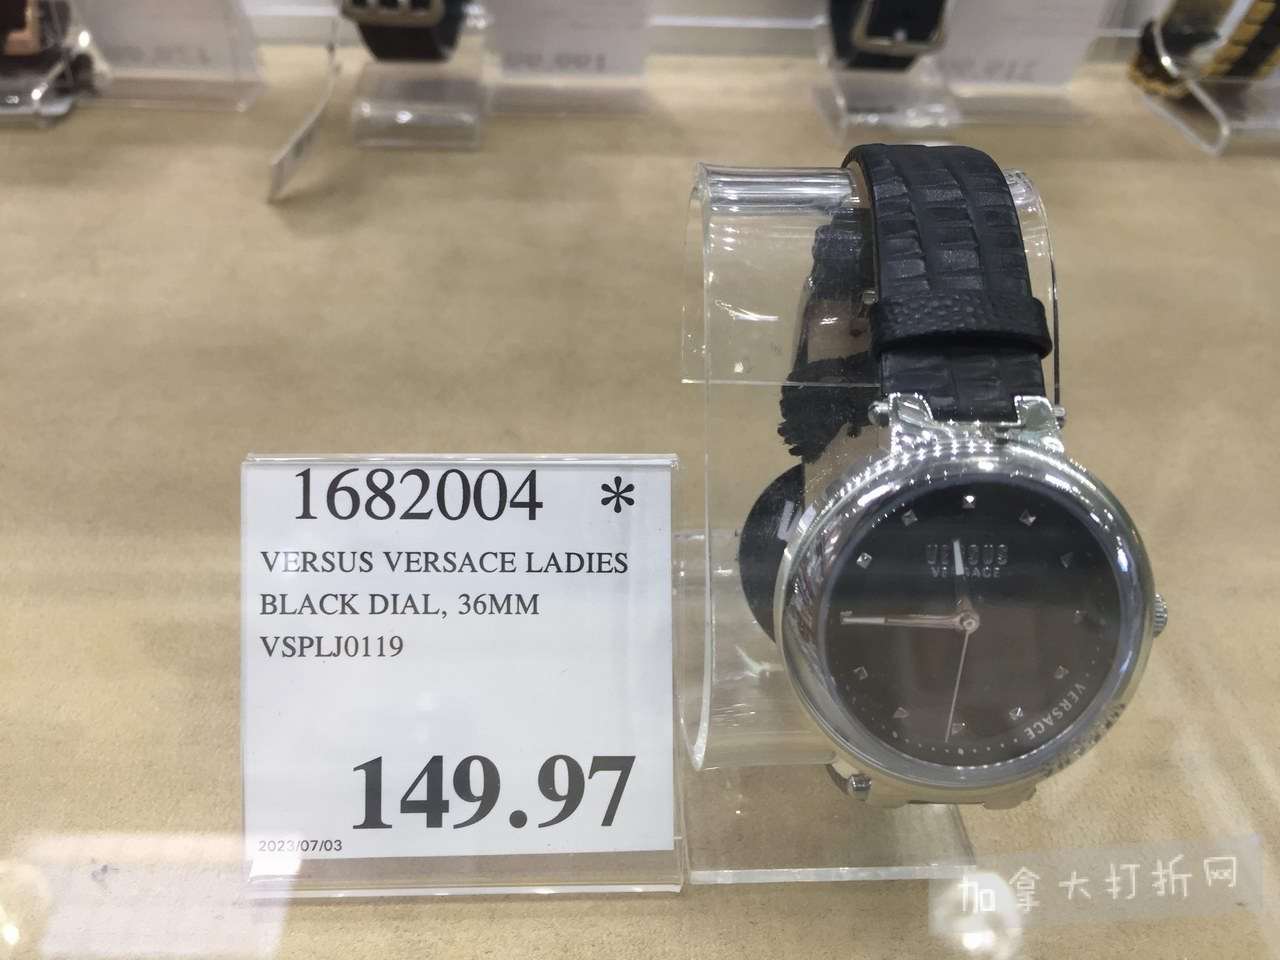 1682004 *
VERSUS VERSACE LADIES
BLACK DIAL, 36MM
VSPLJ0119
149.97
2023/07/03
VERSUS
VERSACE
VERSACE
加拿大打折网